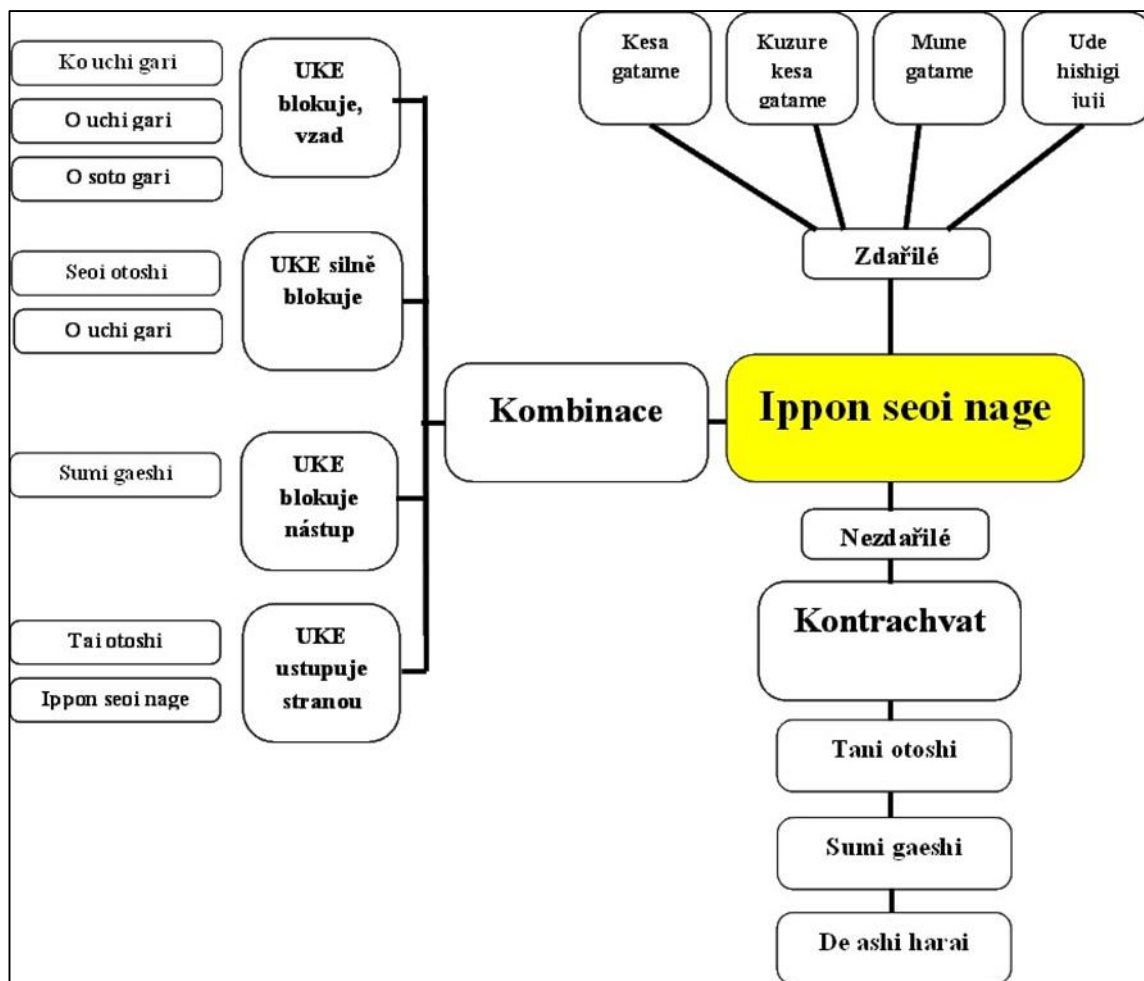 Ko uchi gari
O uchi gari
O soto gari
UKE
blokuje,
vzad
Seoi otoshi
O uchi gari
UKE silně
blokuje
Sumi gaeshi
UKE
blokuje
nástup
Tai otoshi
Ippon seoi nage
UKE
ustupuje
stranou
Kombinace
Kesa
gatame
Kuzure
kesa
gatame
Mune
gatame
Ude
hishigi
juji
Zdařilé
Ippon seoi nage
Nezdařilé
Kontrachvat
Tani otoshi
Sumi gaeshi
De ashi harai